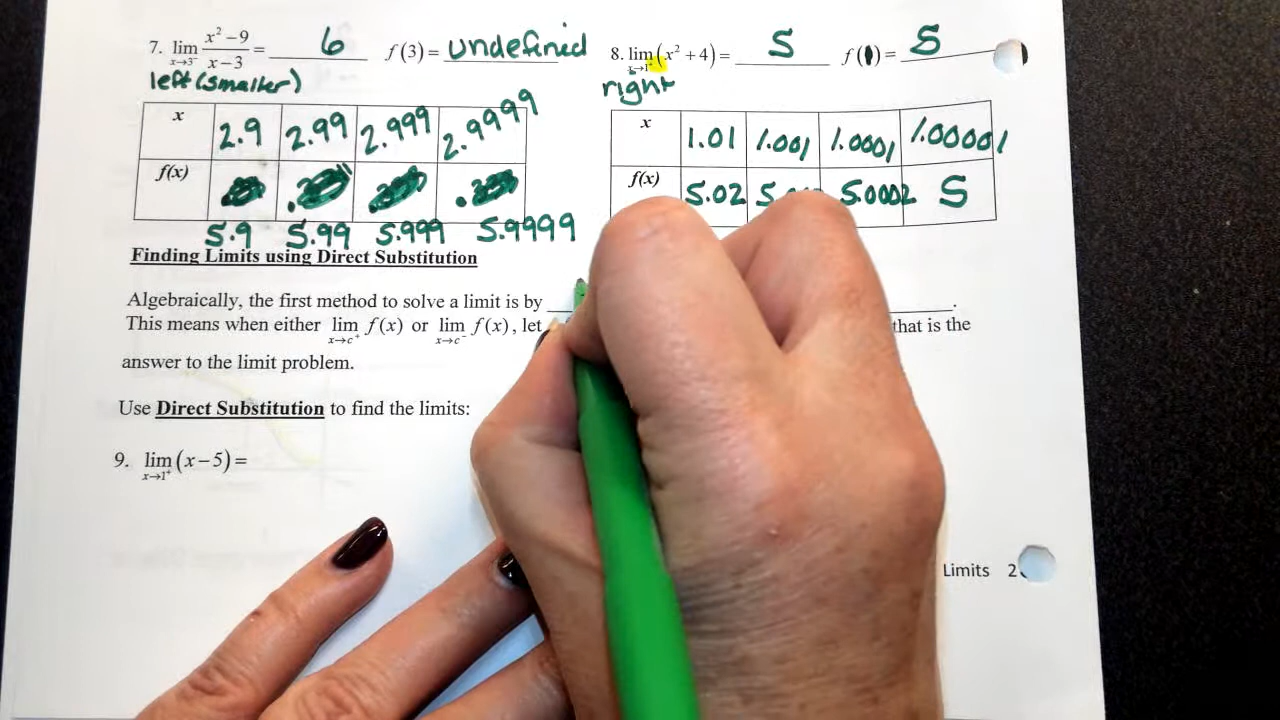 7. lim x→3⁻ (x² − 9)/(x − 3) = 6 f(3) = undefined
left (smaller)
x 2.9 2.99 2.999 2.9999
f(x)
5.9 5.99 5.999 5.9999
8. lim x→1⁺ (x² + 4) = 5 f(1) = 5
right
x 1.01 1.001 1.0001 1.00001
f(x) 5.02 5.0002 5
Finding Limits using Direct Substitution
Algebraically, the first method to solve a limit is by ___.
This means when either lim x→c⁺ f(x) or lim x→c⁻ f(x), let that is the
answer to the limit problem.
Use Direct Substitution to find the limits:
9. lim x→1⁺ (x − 5) =
Limits 2